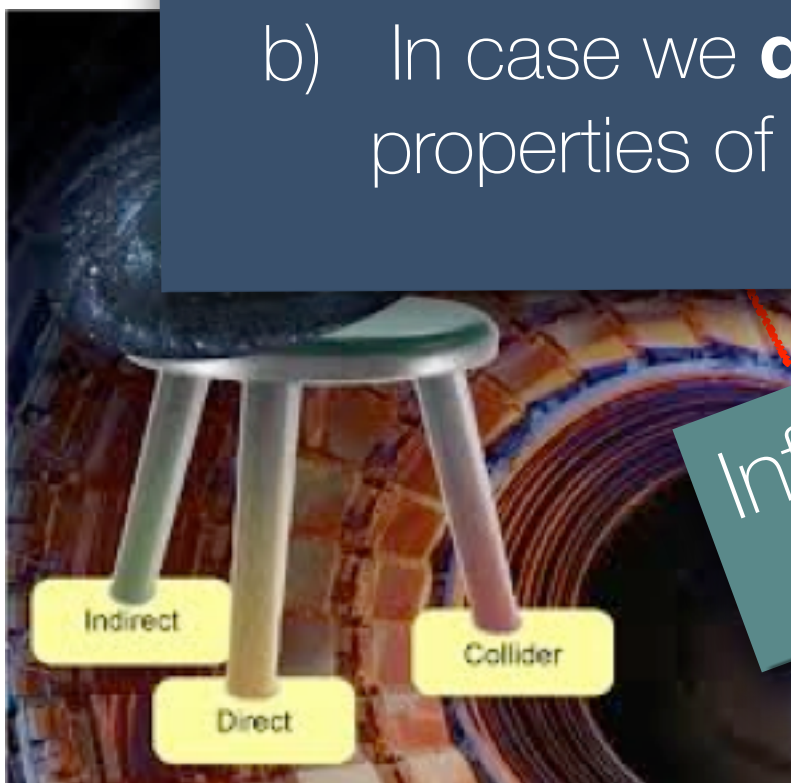 b) In case we
properties of
Indirect
Collider
Direct